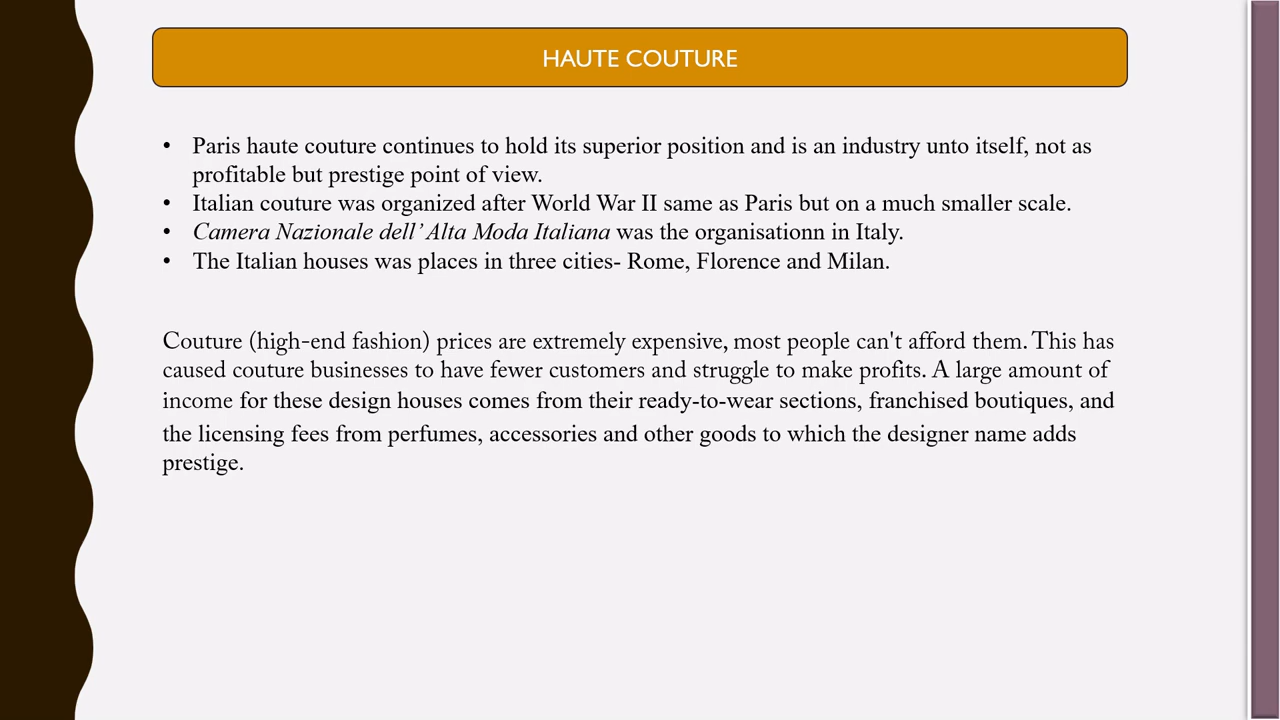 HAUTE COUTURE
• Paris haute couture continues to hold its superior position and is an industry unto itself, not as
profitable but prestige point of view.
• Italian couture was organized after World War II same as Paris but on a much smaller scale.
• Camera Nazionale dell’ Alta Moda Italiana was the organisationn in Italy.
• The Italian houses was places in three cities- Rome, Florence and Milan.
Couture (high-end fashion) prices are extremely expensive, most people can't afford them. This has
caused couture businesses to have fewer customers and struggle to make profits. A large amount of
income for these design houses comes from their ready-to-wear sections, franchised boutiques, and
the licensing fees from perfumes, accessories and other goods to which the designer name adds
prestige.